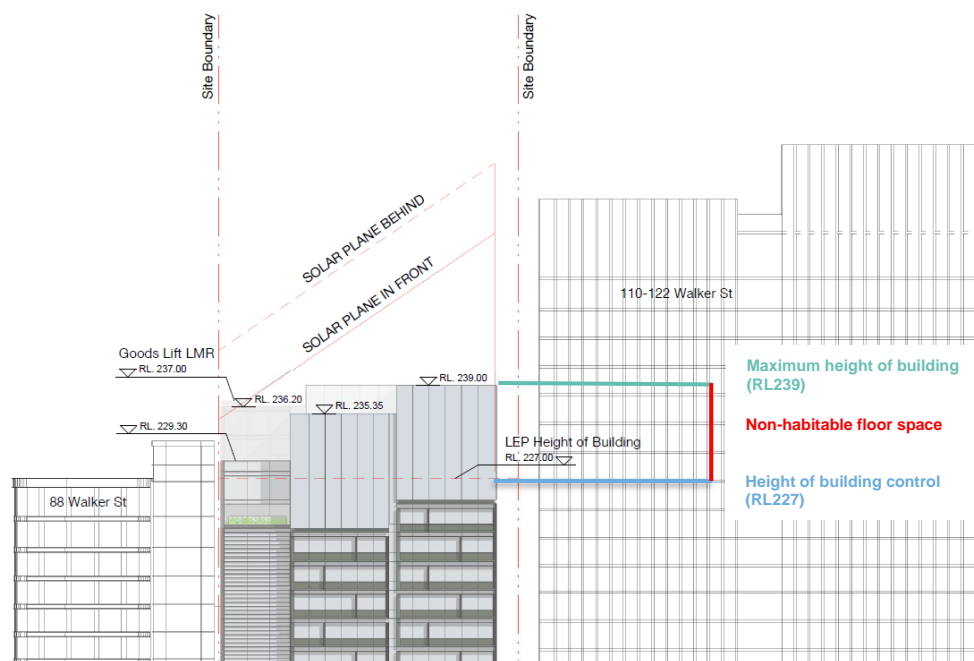 Site Boundary
Site Boundary
SOLAR PLANE BEHIND
SOLAR PLANE IN FRONT
110-122 Walker St
Goods Lift LMR
RL. 237.00
RL. 236.20
RL. 239.00
RL. 235.35
RL. 229.30
Maximum height of building
(RL239)
Non-habitable floor space
LEP Height of Building
RL. 227.00
Height of building control
(RL227)
88 Walker St